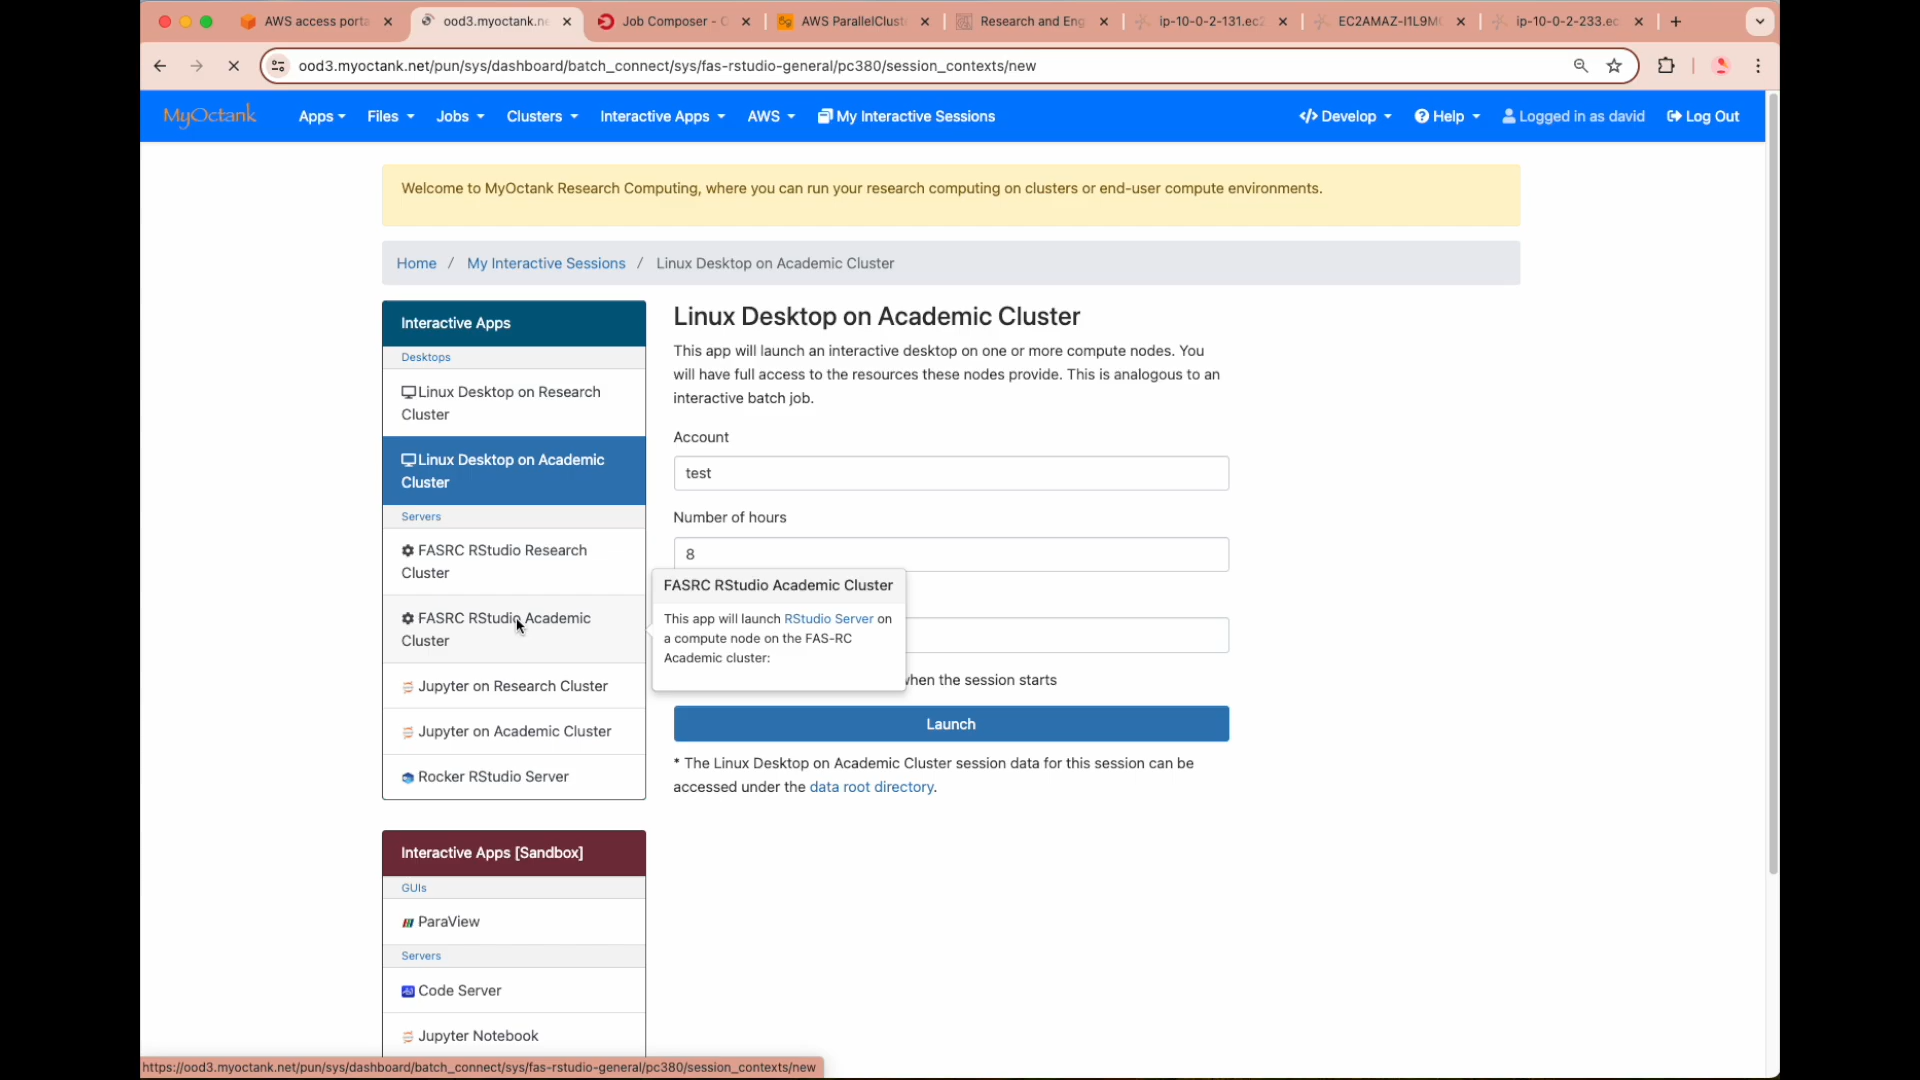 AWS access porta
ood3.myoctank.ne
Job Composer - O
AWS ParallelClust
Research and Eng
ip-10-0-2-131.ec2
EC2AMAZ-I1L9M
ip-10-0-2-233.ec
ood3.myoctank.net/pun/sys/dashboard/batch_connect/sys/fas-rstudio-general/pc380/session_contexts/new
MyOctank
Apps
Files
Jobs
Clusters
Interactive Apps
AWS
My Interactive Sessions
</> Develop
Help
Logged in as david
Log Out
Welcome to MyOctank Research Computing, where you can run your research computing on clusters or end-user compute environments.
Home / My Interactive Sessions / Linux Desktop on Academic Cluster
Interactive Apps
Desktops
Linux Desktop on Research
Cluster
Linux Desktop on Academic
Cluster
Servers
FASRC RStudio Research
Cluster
FASRC RStudio Academic
Cluster
Jupyter on Research Cluster
Jupyter on Academic Cluster
Rocker RStudio Server
Interactive Apps [Sandbox]
GUIs
ParaView
Servers
Code Server
Jupyter Notebook
Linux Desktop on Academic Cluster
This app will launch an interactive desktop on one or more compute nodes. You
will have full access to the resources these nodes provide. This is analogous to an
interactive batch job.
Account
test
Number of hours
8
FASRC RStudio Academic Cluster
This app will launch RStudio Server on
a compute node on the FAS-RC
Academic cluster:
when the session starts
Launch
* The Linux Desktop on Academic Cluster session data for this session can be
accessed under the data root directory.
https://ood3.myoctank.net/pun/sys/dashboard/batch_connect/sys/fas-rstudio-general/pc380/session_contexts/new